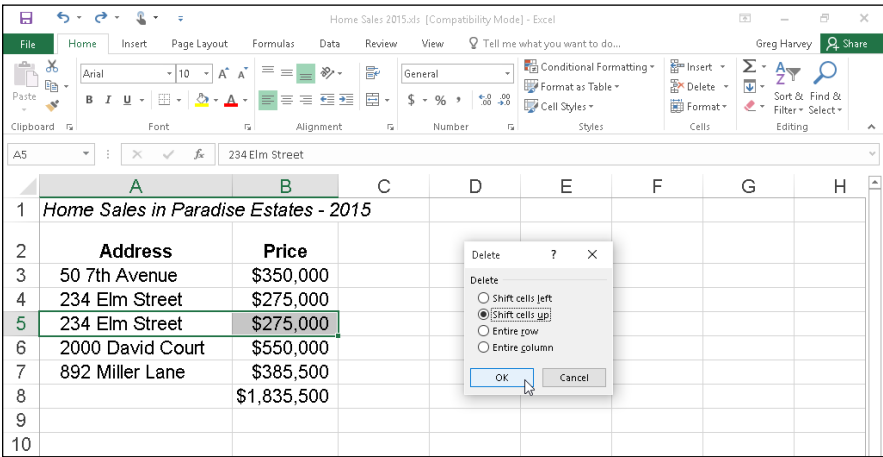 Home Sales 2015.xls [Compatibility Mode] - Excel
File Home Insert Page Layout Formulas Data Review View Tell me what you want to do... Greg Harvey Share
Paste
Clipboard
Arial 10 A A
B I U A
Font
Alignment
General
$ % , .00 .0 .00
Number
Conditional Formatting
Format as Table
Cell Styles
Styles
Insert
Delete
Format
Cells
Σ A Z
Sort & Filter Find & Select
Editing
A5 fx 234 Elm Street
A B C D E F G H
1 Home Sales in Paradise Estates - 2015
2 Address Price
3 50 7th Avenue $350,000
4 234 Elm Street $275,000
5 234 Elm Street $275,000
6 2000 David Court $550,000
7 892 Miller Lane $385,500
8 $1,835,500
9
10
Delete ? ×
Delete
Shift cells left
Shift cells up
Entire row
Entire column
OK Cancel